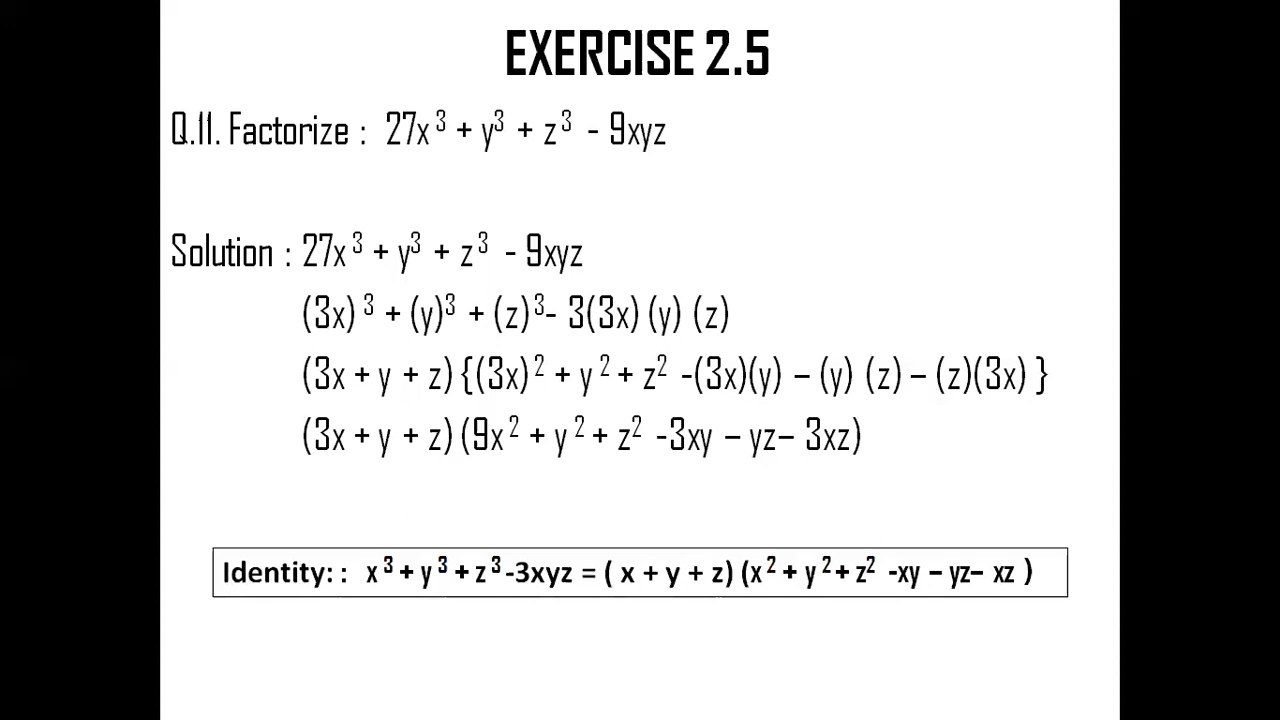 EXERCISE 2.5
Q.11. Factorize : 27x³ + y³ + z³ - 9xyz
Solution : 27x³ + y³ + z³ - 9xyz
(3x)³ + (y)³ + (z)³- 3(3x) (y) (z)
(3x + y + z) {(3x)² + y² + z² -(3x)(y) – (y) (z) – (z)(3x) }
(3x + y + z) (9x² + y² + z² -3xy – yz– 3xz)
Identity: : x³ + y³ + z³ -3xyz = ( x + y + z) (x² + y² + z² -xy – yz– xz )